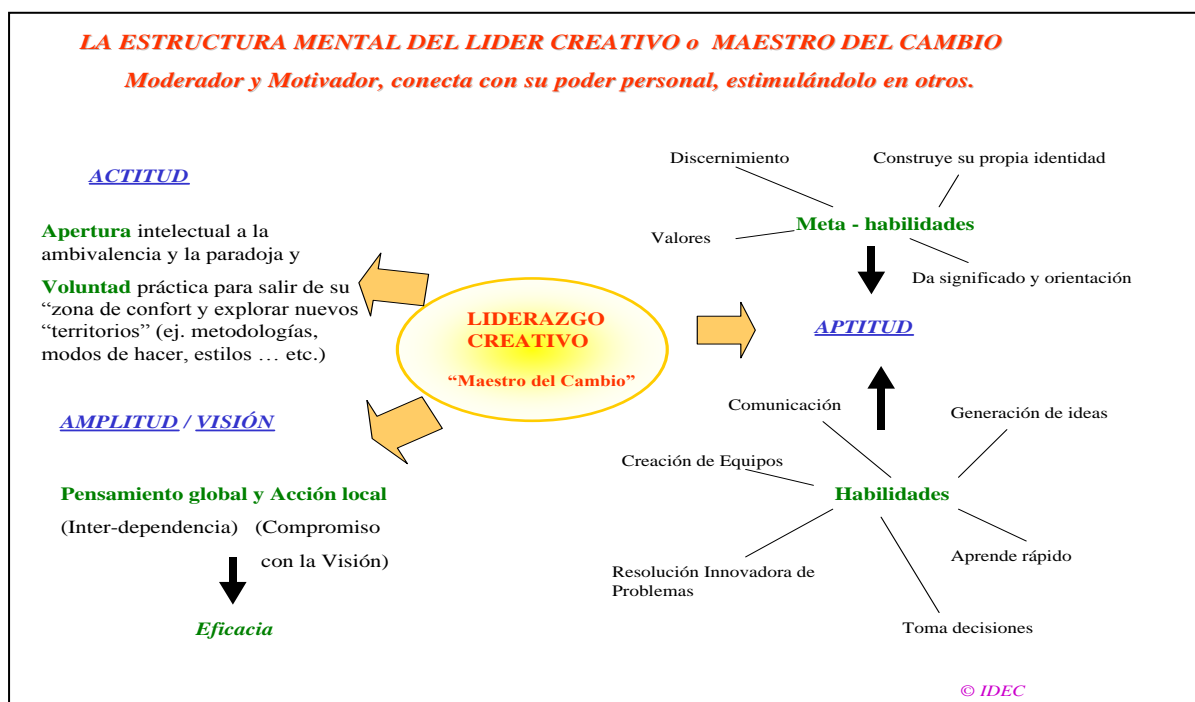 LA ESTRUCTURA MENTAL DEL LIDER CREATIVO o MAESTRO DEL CAMBIO
Moderador y Motivador, conecta con su poder personal, estimulándolo en otros.
ACTITUD
Apertura intelectual a la
ambivalencia y la paradoja y
Voluntad práctica para salir de su
“zona de confort y explorar nuevos
“territorios” (ej. metodologías,
modos de hacer, estilos … etc.)
AMPLITUD / VISIÓN
Pensamiento global y Acción local
(Inter-dependencia) (Compromiso
con la Visión)
Eficacia
LIDERAZGO
CREATIVO
“Maestro del Cambio”
Discernimiento
Construye su propia identidad
Meta - habilidades
Valores
Da significado y orientación
APTITUD
Comunicación
Generación de ideas
Creación de Equipos
Habilidades
Aprende rápido
Resolución Innovadora de
Problemas
Toma decisiones
© IDEC